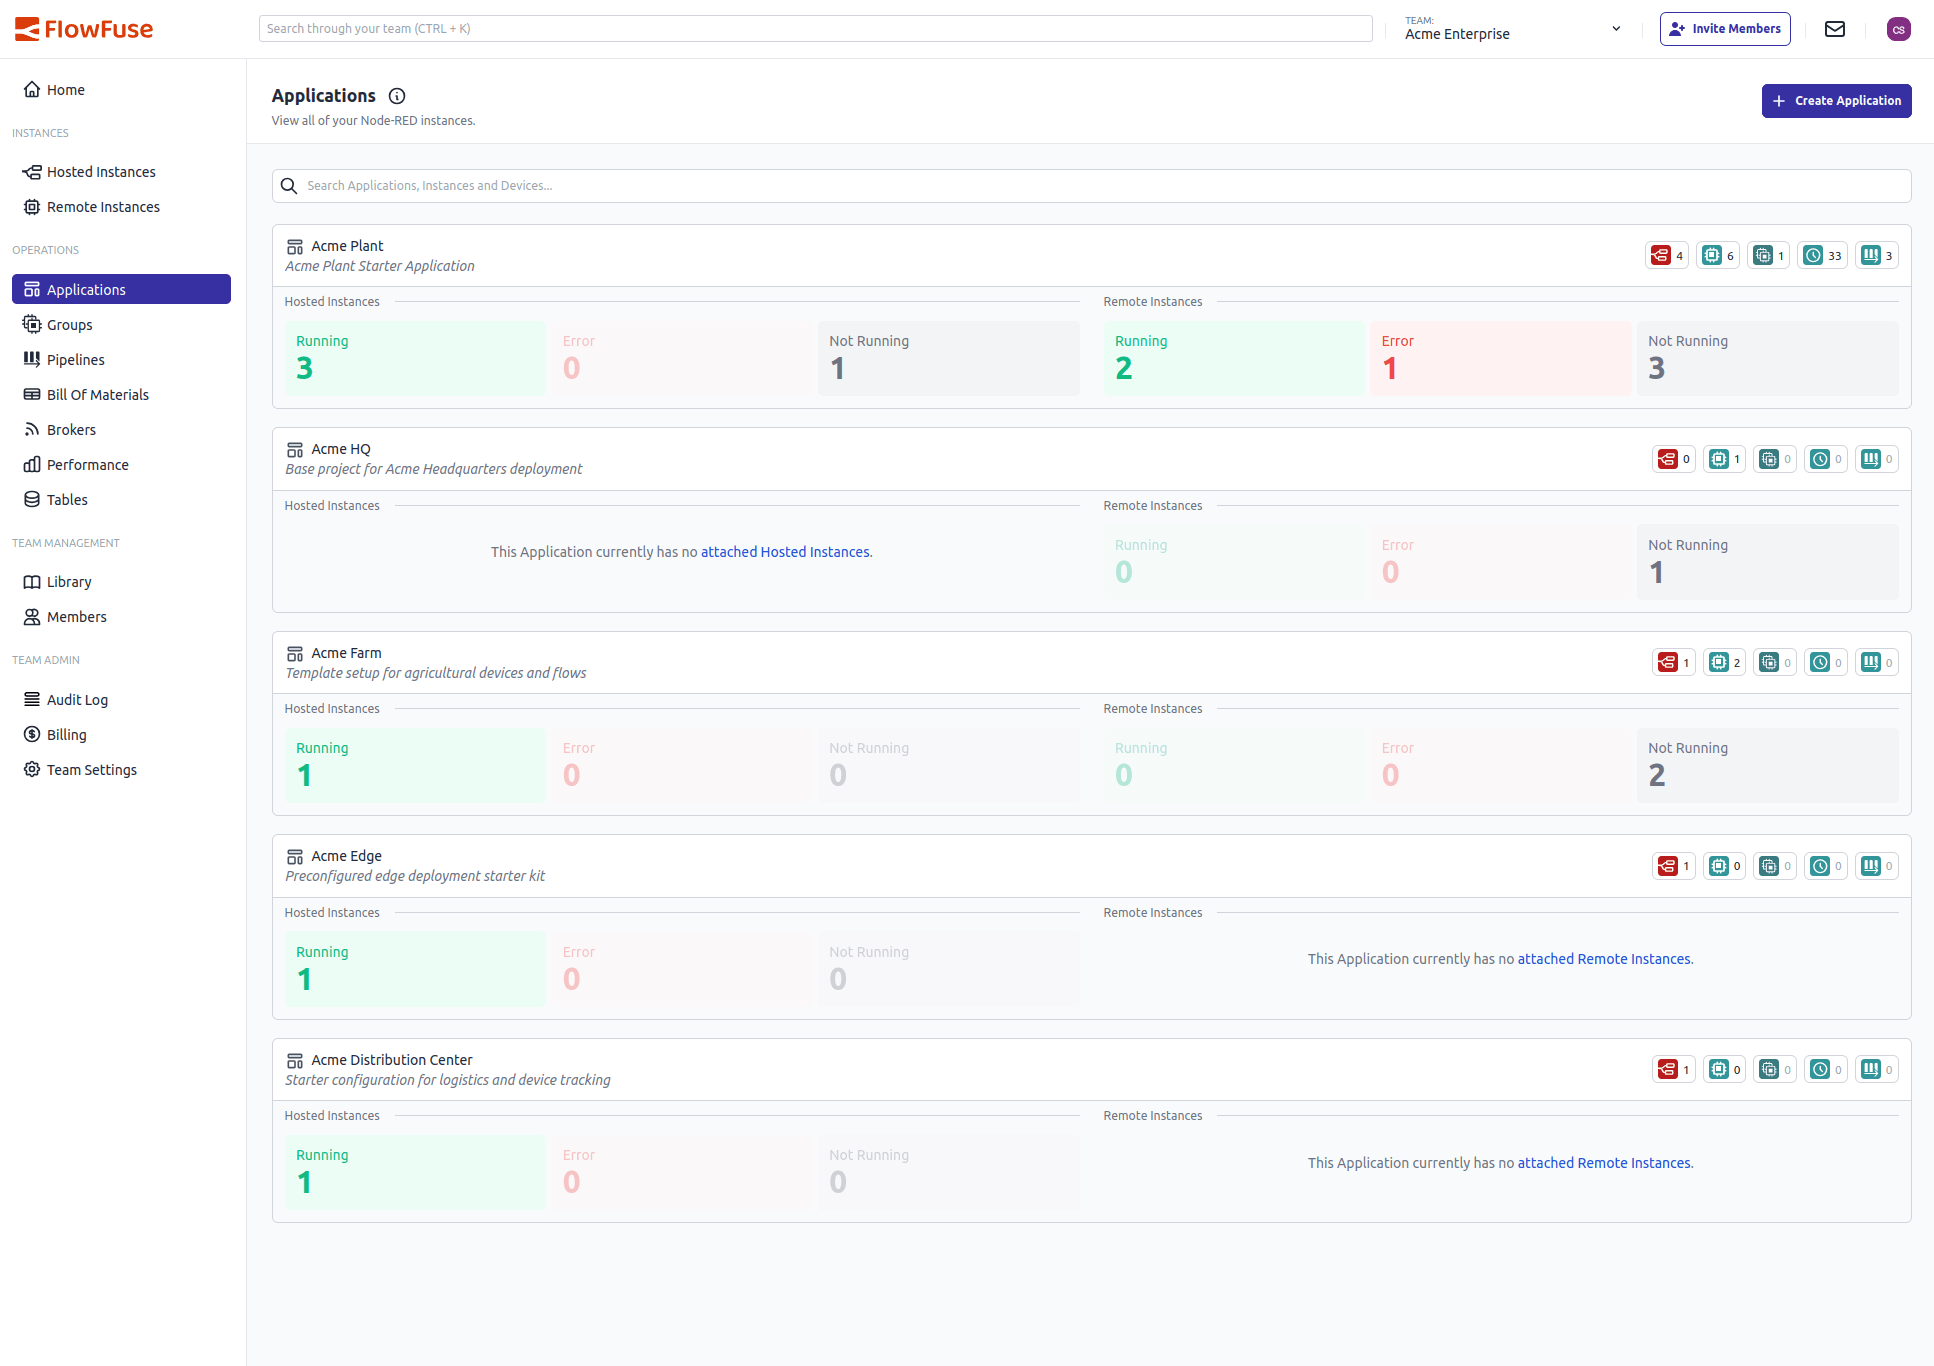 FlowFuse
Search through your team (CTRL + K)
TEAM:
Acme Enterprise
Invite Members
CS
Home
INSTANCES
Hosted Instances
Remote Instances
OPERATIONS
Applications
Groups
Pipelines
Bill Of Materials
Brokers
Performance
Tables
TEAM MANAGEMENT
Library
Members
TEAM ADMIN
Audit Log
Billing
Team Settings
Applications
View all of your Node-RED instances.
Create Application
Search Applications, Instances and Devices...
Acme Plant
Acme Plant Starter Application
4 6 1 33 3
Hosted Instances
Running Error Not Running
3 0 1
Remote Instances
Running Error Not Running
2 1 3
Acme HQ
Base project for Acme Headquarters deployment
0 1 0 0 0
Hosted Instances
This Application currently has no attached Hosted Instances.
Remote Instances
Running Error Not Running
0 0 1
Acme Farm
Template setup for agricultural devices and flows
1 2 0 0 0
Hosted Instances
Running Error Not Running
1 0 0
Remote Instances
Running Error Not Running
0 0 2
Acme Edge
Preconfigured edge deployment starter kit
1 0 0 0 0
Hosted Instances
Running Error Not Running
1 0 0
Remote Instances
This Application currently has no attached Remote Instances.
Acme Distribution Center
Starter configuration for logistics and device tracking
1 0 0 0 0
Hosted Instances
Running Error Not Running
1 0 0
Remote Instances
This Application currently has no attached Remote Instances.